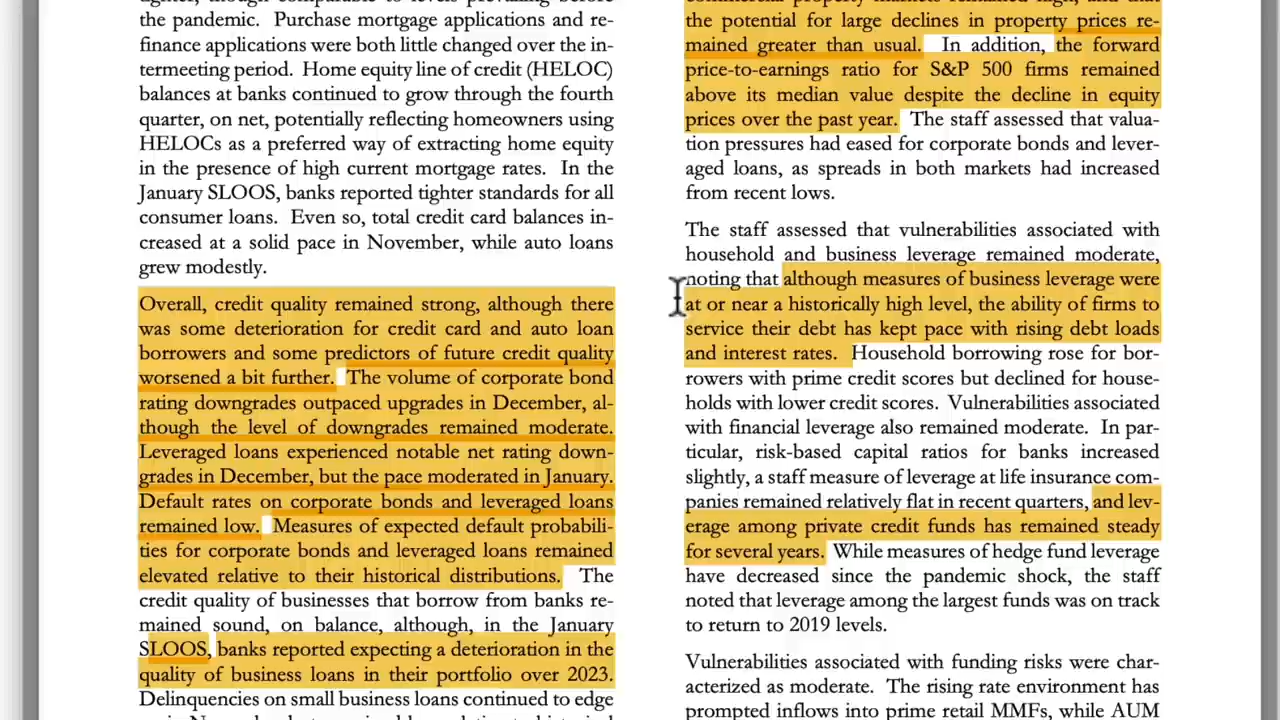 tighter, though comparable to levels prevailing before
the pandemic.  Purchase mortgage applications and re-
finance applications were both little changed over the in-
termeeting period.  Home equity line of credit (HELOC)
balances at banks continued to grow through the fourth
quarter, on net, potentially reflecting homeowners using
HELOCs as a preferred way of extracting home equity
in the presence of high current mortgage rates.  In the
January SLOOS, banks reported tighter standards for all
consumer loans.  Even so, total credit card balances in-
creased at a solid pace in November, while auto loans
grew modestly.
Overall, credit quality remained strong, although there
was some deterioration for credit card and auto loan
borrowers and some predictors of future credit quality
worsened a bit further.  The volume of corporate bond
rating downgrades outpaced upgrades in December, al-
though the level of downgrades remained moderate.
Leveraged loans experienced notable net rating down-
grades in December, but the pace moderated in January.
Default rates on corporate bonds and leveraged loans
remained low.  Measures of expected default probabili-
ties for corporate bonds and leveraged loans remained
elevated relative to their historical distributions.  The
credit quality of businesses that borrow from banks re-
mained sound, on balance, although, in the January
SLOOS, banks reported expecting a deterioration in the
quality of business loans in their portfolio over 2023.
Delinquencies on small business loans continued to edge
commercial property markets remained high, and that
the potential for large declines in property prices re-
mained greater than usual.  In addition, the forward
price-to-earnings ratio for S&P 500 firms remained
above its median value despite the decline in equity
prices over the past year.  The staff assessed that valua-
tion pressures had eased for corporate bonds and lever-
aged loans, as spreads in both markets had increased
from recent lows.
The staff assessed that vulnerabilities associated with
household and business leverage remained moderate,
noting that although measures of business leverage were
at or near a historically high level, the ability of firms to
service their debt has kept pace with rising debt loads
and interest rates.  Household borrowing rose for bor-
rowers with prime credit scores but declined for house-
holds with lower credit scores.  Vulnerabilities associated
with financial leverage also remained moderate.  In par-
ticular, risk-based capital ratios for banks increased
slightly, a staff measure of leverage at life insurance com-
panies remained relatively flat in recent quarters, and lev-
erage among private credit funds has remained steady
for several years.  While measures of hedge fund leverage
have decreased since the pandemic shock, the staff
noted that leverage among the largest funds was on track
to return to 2019 levels.
Vulnerabilities associated with funding risks were char-
acterized as moderate.  The rising rate environment has
prompted inflows into prime retail MMFs, while AUM